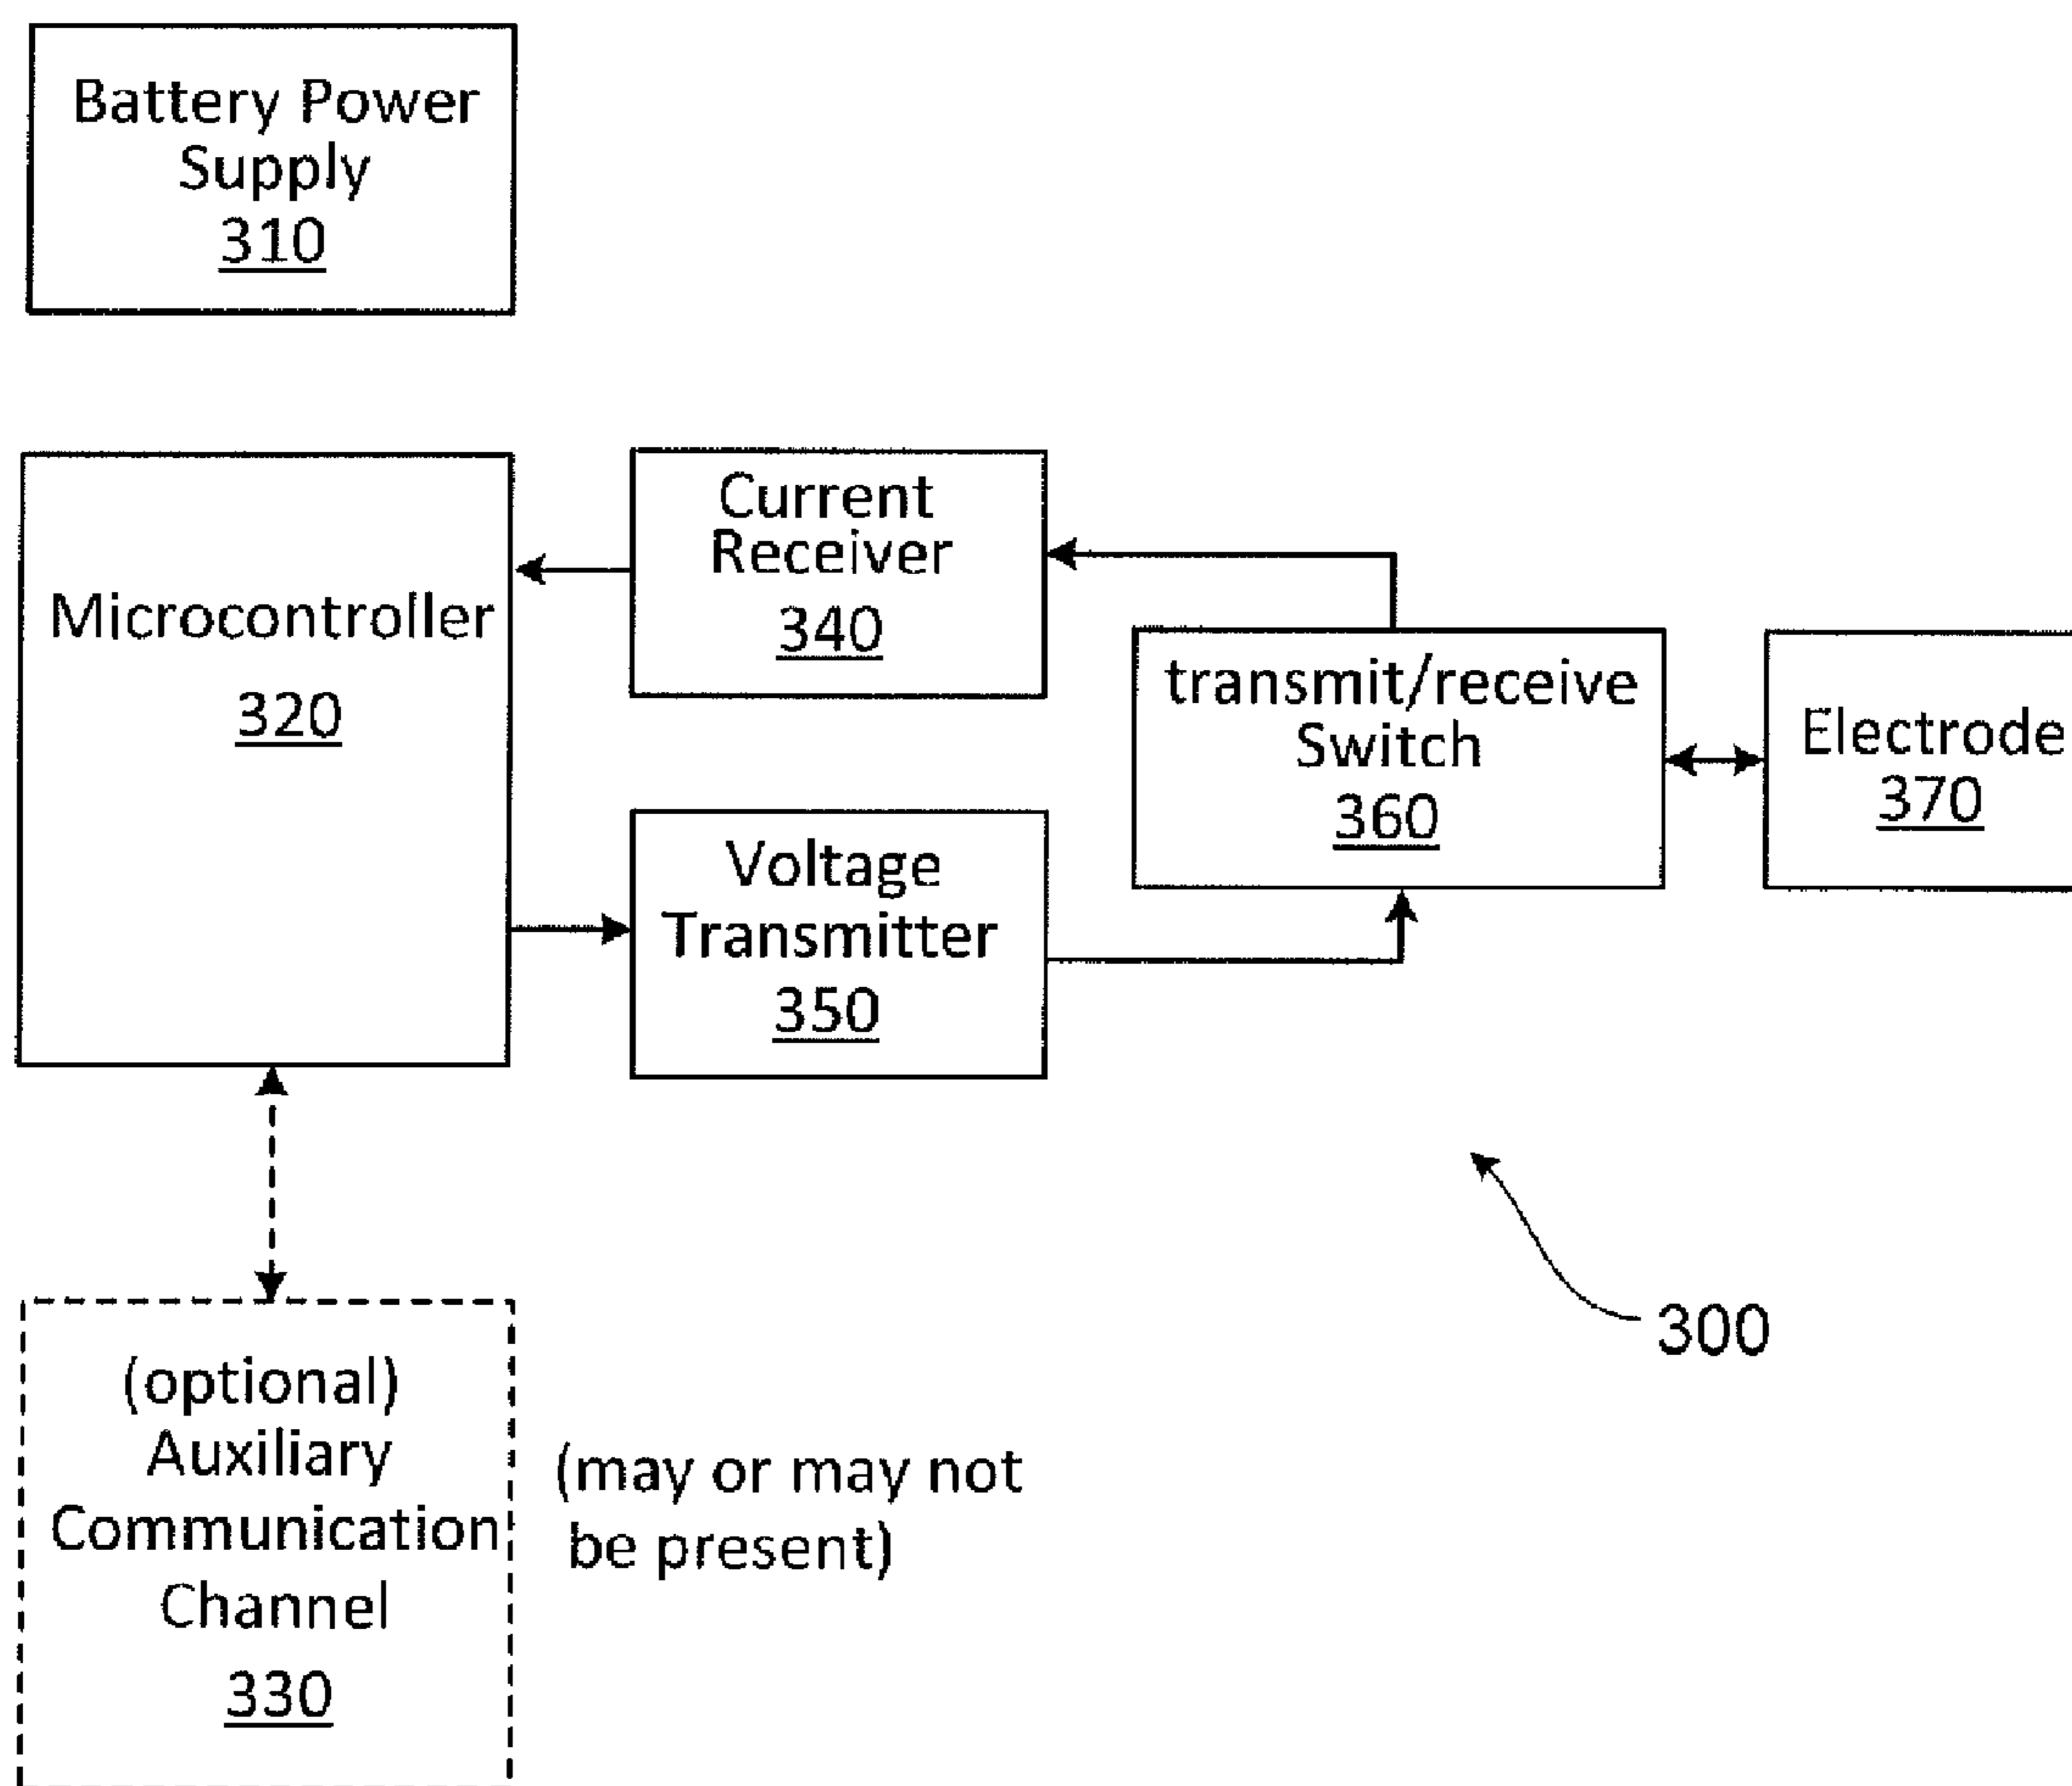 Battery Power
Supply
310
Microcontroller
320
Current
Receiver
340
Voltage
Transmitter
350
transmit/receive
Switch
360
Electrode
370
300
(optional)
Auxiliary
Communication
Channel
330
(may or may not
be present)